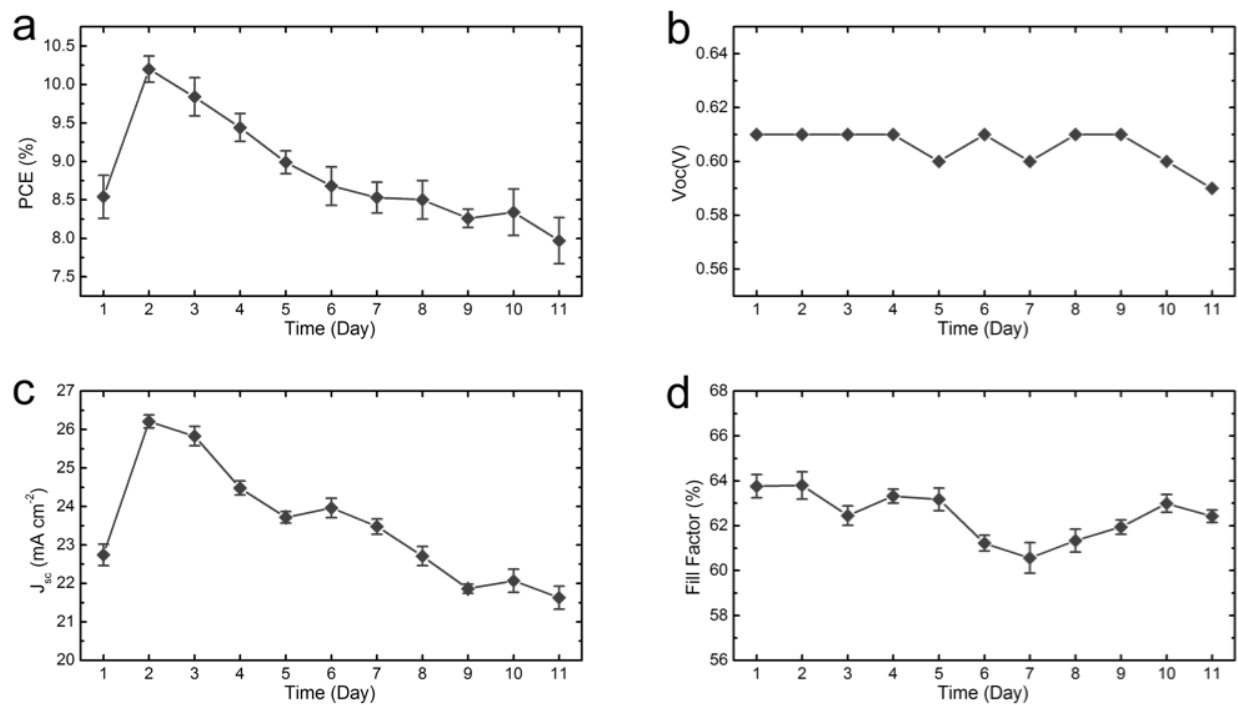 a
10.5
10.0
9.5
9.0
8.5
8.0
7.5
PCE (%)
1 2 3 4 5 6 7 8 9 10 11
Time (Day)
b
0.64
0.62
0.60
0.58
0.56
Voc(V)
1 2 3 4 5 6 7 8 9 10 11
Time (Day)
c
27
26
25
24
23
22
21
20
Jsc (mA cm-2)
1 2 3 4 5 6 7 8 9 10 11
Time (Day)
d
68
66
64
62
60
58
56
Fill Factor (%)
1 2 3 4 5 6 7 8 9 10 11
Time (Day)